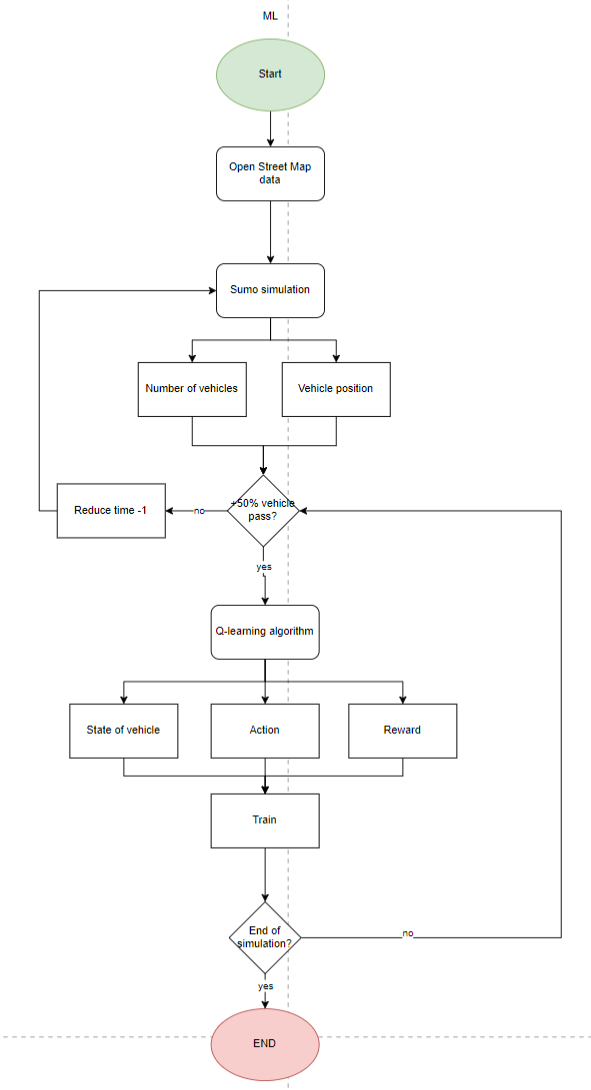 ML
Start
Open Street Map
data
Sumo simulation
Number of vehicles
Vehicle position
+50% vehicle
pass?
no
Reduce time -1
yes
Q-learning algorithm
State of vehicle
Action
Reward
Train
End of
simulation?
no
yes
END